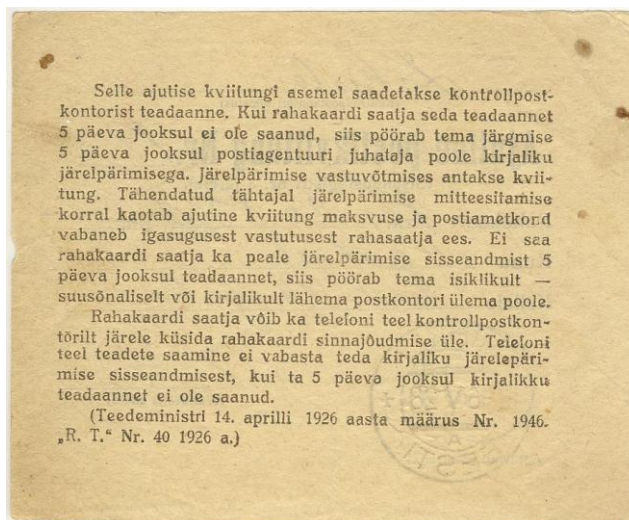 Selle ajutise kviitungi asemel saadetakse kontrollpost-
kontorist teadaanne. Kui rahakaardi saatja seda teadaannet
5 päeva jooksul ei ole saanud, siis pöörab tema järgmise
5 päeva jooksul postiagentuuri juhataja poole kirjaliku
järelpärimisega. Järelpärimise vastuvõtmises antakse kvii-
tung. Tähendatud tähtajal järelpärimise mitteesitamise
korral kaotab ajutine kviitung maksvuse ja postiametkond
vabaneb igasugusest vastutusest rahasaatja ees. Ei saa
rahakaardi saatja ka peale järelpärimise sisseandmist 5
päeva jooksul teadaannet, siis pöörab tema isiklikult —
suusõnaliselt või kirjalikult lähema postkontori ülema poole.
Rahakaardi saatja võib ka telefoni teel kontrollpostkon-
tõrilt järele küsida rahakaardi sinnajõudmise üle. Telefoni
teel teadete saamine ei vabasta teda kirjaliku järelepäri-
mise sisseandmisest, kui ta 5 päeva jooksul kirjalikku
teadaannet ei ole saanud.
(Teedeministri 14. aprilli 1926 aasta määrus Nr. 1946.
„R. T.“ Nr. 40 1926 a.)